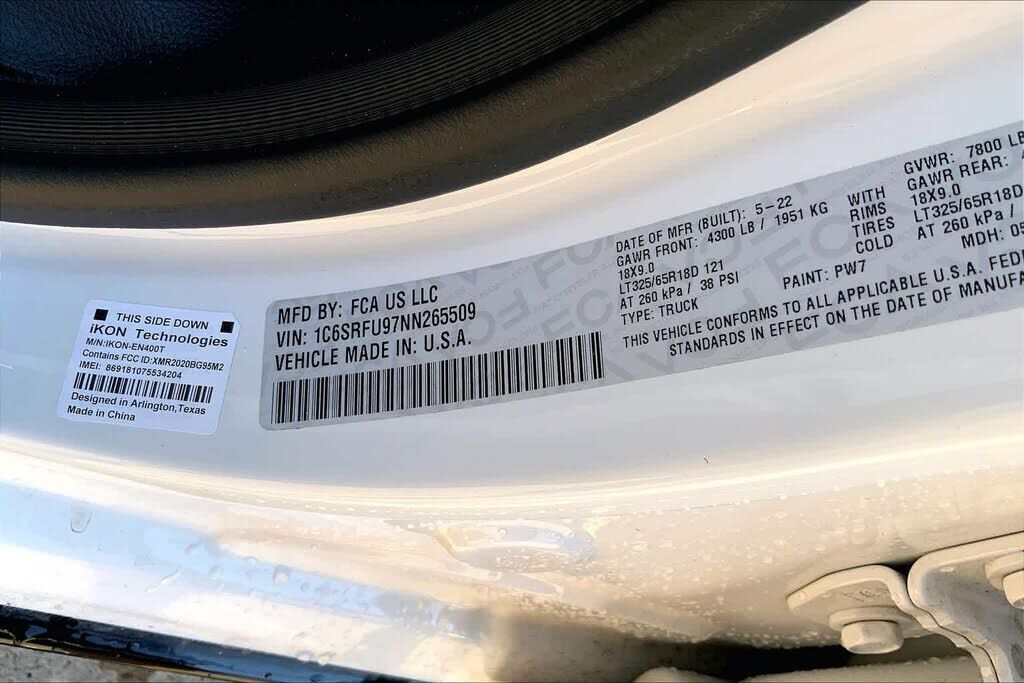 THIS SIDE DOWN
iKON Technologies
M/N:IKON-EN400T
Contains FCC ID:XMR2020BG95M2
IMEI: 869181075534204
Designed in Arlington,Texas
Made in China
MFD BY: FCA US LLC
VIN: 1C6SRFU97NN265509
VEHICLE MADE IN: U.S.A.
DATE OF MFR (BUILT): 5-22
GAWR FRONT: 4300 LB / 1951 KG
18X9.0
LT325/65R18D 121
AT 260 kPa / 38 PSI
TYPE: TRUCK
PAINT: PW7
WITH
RIMS
TIRES
COLD
GVWR: 7800 LB
GAWR REAR:
18X9.0
LT325/65R18D
AT 260 kPa /
MDH: 05
THIS VEHICLE CONFORMS TO ALL APPLICABLE U.S.A. FEDE
STANDARDS IN EFFECT ON THE DATE OF MANUFA